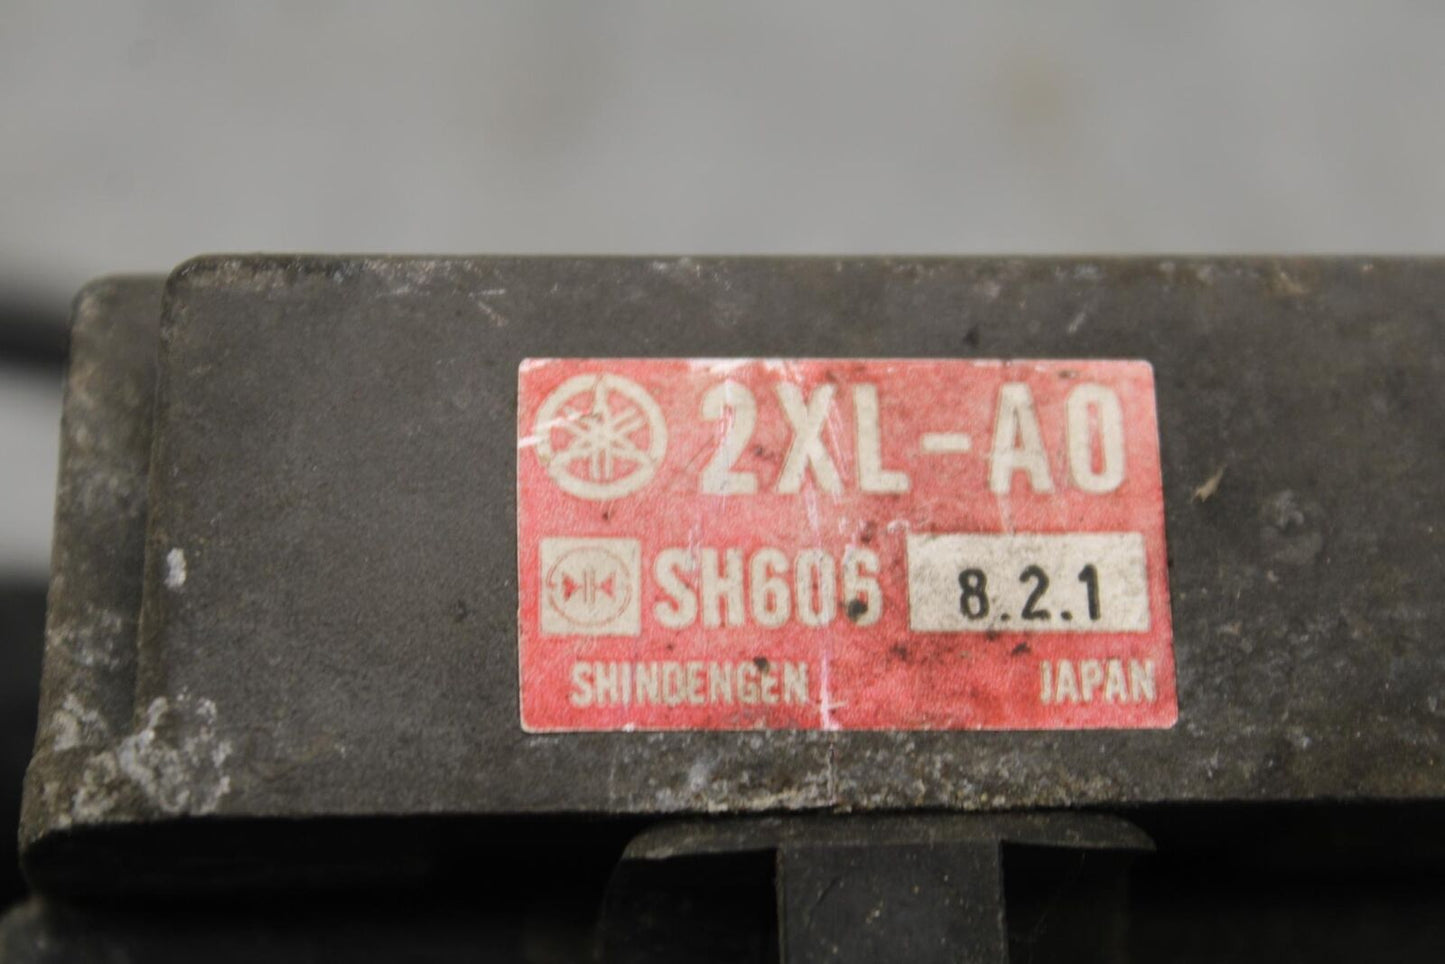 2XL-A0
SH606 8.2.1
SHINDENGEN JAPAN